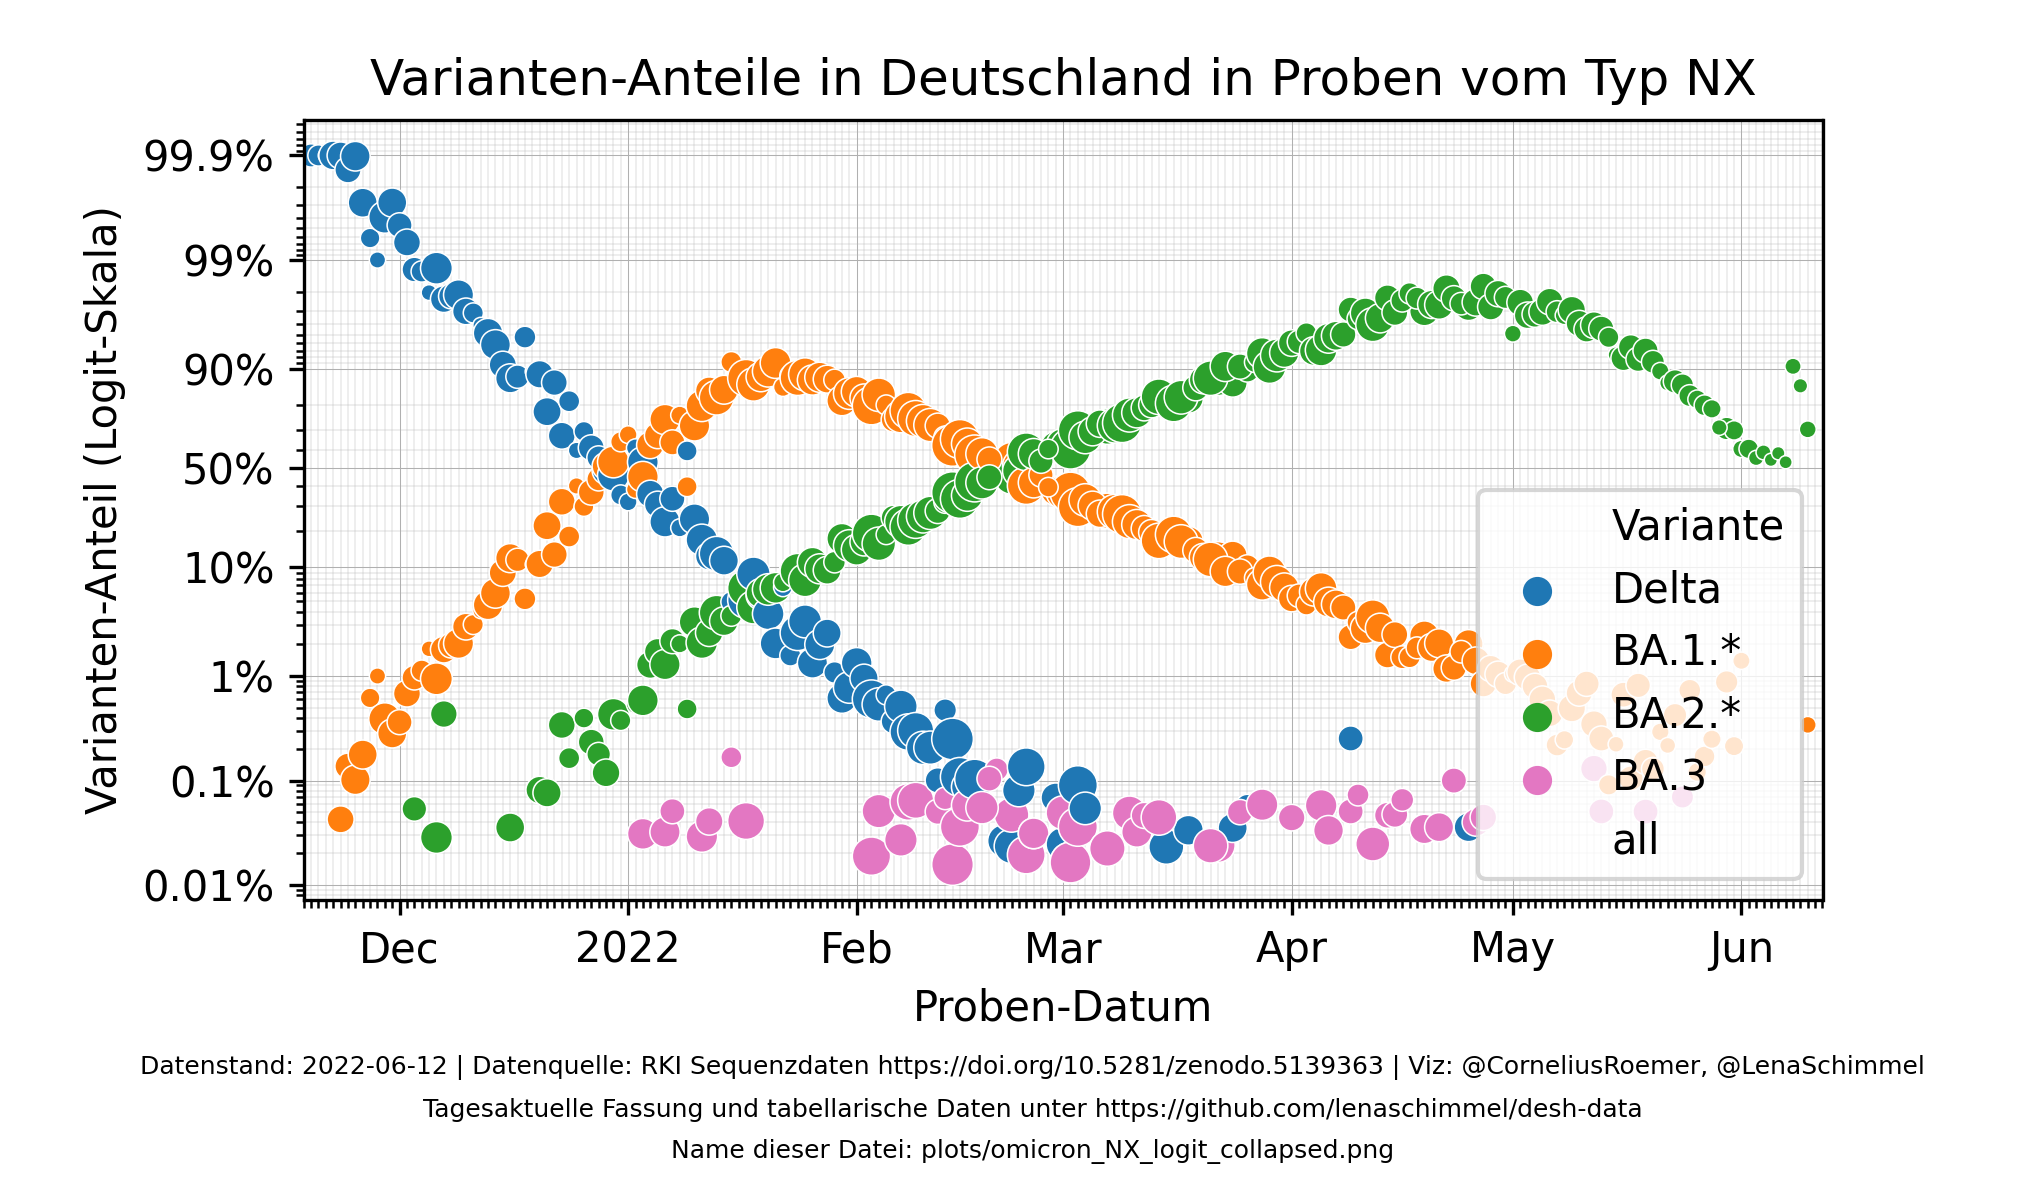 Varianten-Anteile in Deutschland in Proben vom Typ NX
Varianten-Anteil (Logit-Skala)
99.9%
99%
90%
50%
10%
1%
0.1%
0.01%
Variante
Delta
BA.1.*
BA.2.*
BA.3
all
Dec
2022
Feb
Mar
Apr
May
Jun
Proben-Datum
Datenstand: 2022-06-12 | Datenquelle: RKI Sequenzdaten https://doi.org/10.5281/zenodo.5139363 | Viz: @CorneliusRoemer, @LenaSchimmel
Tagesaktuelle Fassung und tabellarische Daten unter https://github.com/lenaschimmel/desh-data
Name dieser Datei: plots/omicron_NX_logit_collapsed.png